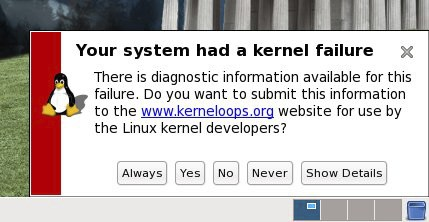 Your system had a kernel failure
There is diagnostic information available for this
failure. Do you want to submit this information
to the www.kerneloops.org website for use by
the Linux kernel developers?
Always Yes No Never Show Details